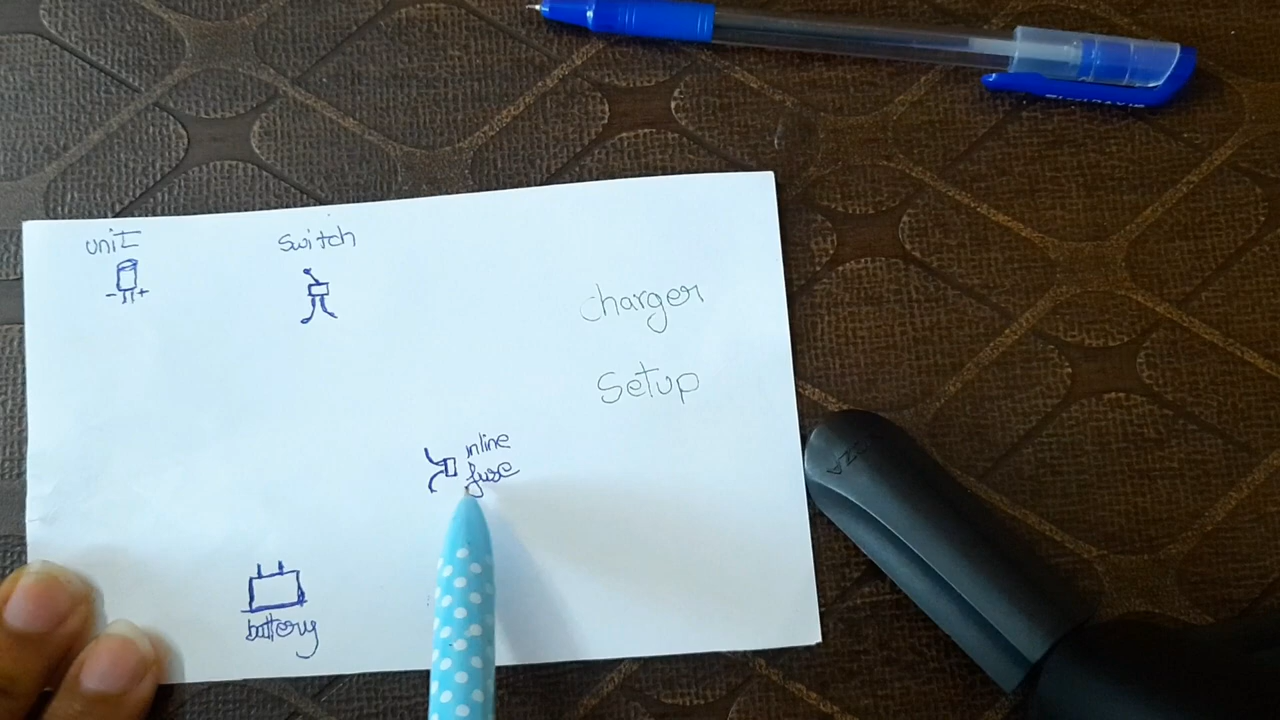 unit
switch
- +
charger
setup
inline
fuse
battery